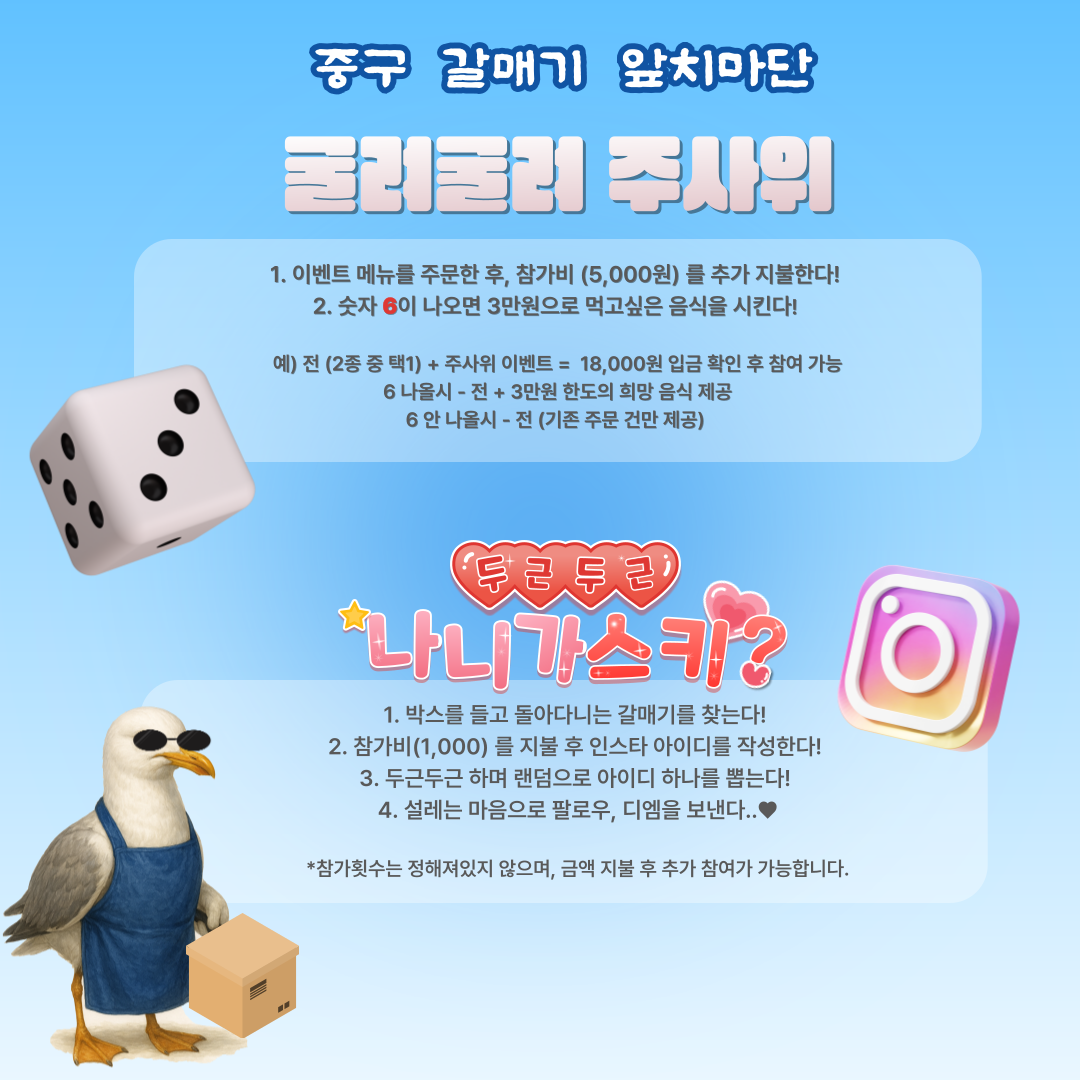 중구 갈매기 앞치마단
굴러굴러 주사위
1. 이벤트 메뉴를 주문한 후, 참가비 (5,000원) 를 추가 지불한다!
2. 숫자 6이 나오면 3만원으로 먹고싶은 음식을 시킨다!
예) 전 (2종 중 택1) + 주사위 이벤트 = 18,000원 입금 확인 후 참여 가능
6 나올시 - 전 + 3만원 한도의 희망 음식 제공
6 안 나올시 - 전 (기존 주문 건만 제공)
두근두근
나니가스키?
1. 박스를 들고 돌아다니는 갈매기를 찾는다!
2. 참가비(1,000) 를 지불 후 인스타 아이디를 작성한다!
3. 두근두근 하며 랜덤으로 아이디 하나를 뽑는다!
4. 설레는 마음으로 팔로우, 디엠을 보낸다..♥
*참가횟수는 정해져있지 않으며, 금액 지불 후 추가 참여가 가능합니다.